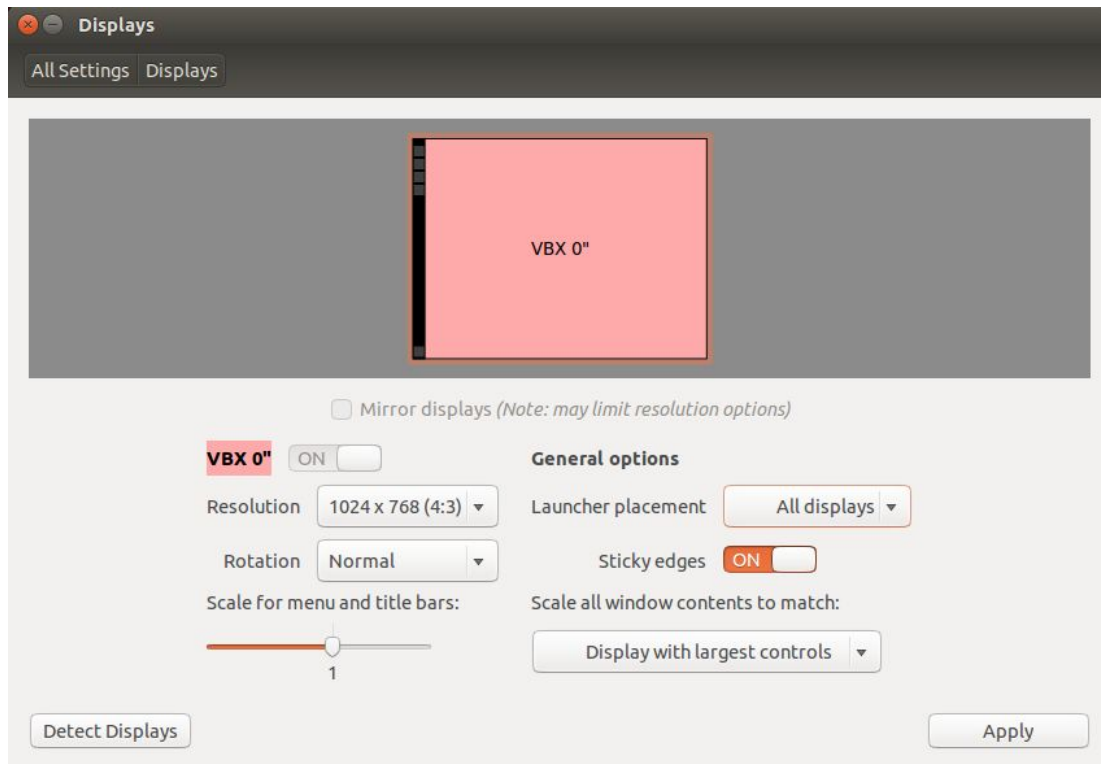 Displays
All Settings Displays
VBX 0"
Mirror displays (Note: may limit resolution options)
VBX 0" ON
Resolution 1024 x 768 (4:3)
Rotation Normal
Scale for menu and title bars:
1
General options
Launcher placement All displays
Sticky edges ON
Scale all window contents to match:
Display with largest controls
Detect Displays
Apply